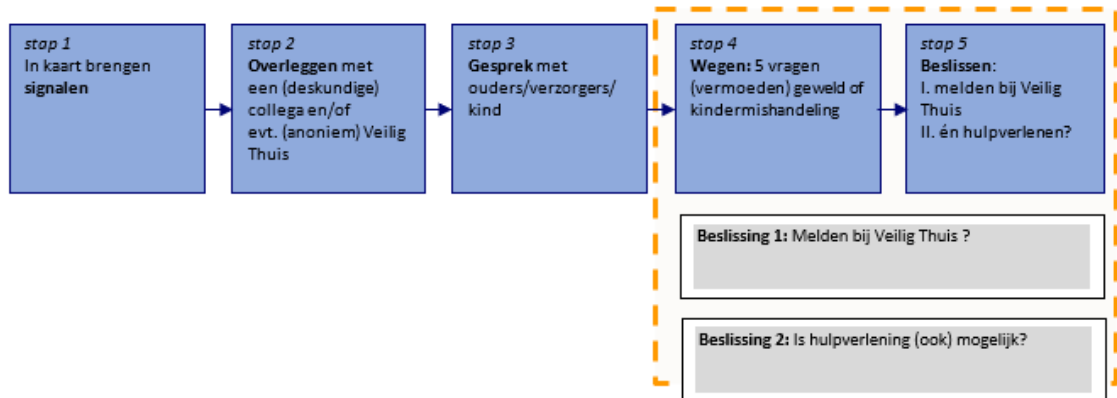 stap 1
In kaart brengen
signalen
stap 2
Overleggen met
een (deskundige)
collega en/of
evt. (anoniem) Veilig
Thuis
stap 3
Gesprek met
ouders/verzorgers/
kind
stap 4
Wegen: 5 vragen
(vermoeden) geweld of
kindermishandeling
stap 5
Beslissen:
I. melden bij Veilig
Thuis
II. én hulpverlenen?
Beslissing 1: Melden bij Veilig Thuis ?
Beslissing 2: Is hulpverlening (ook) mogelijk?